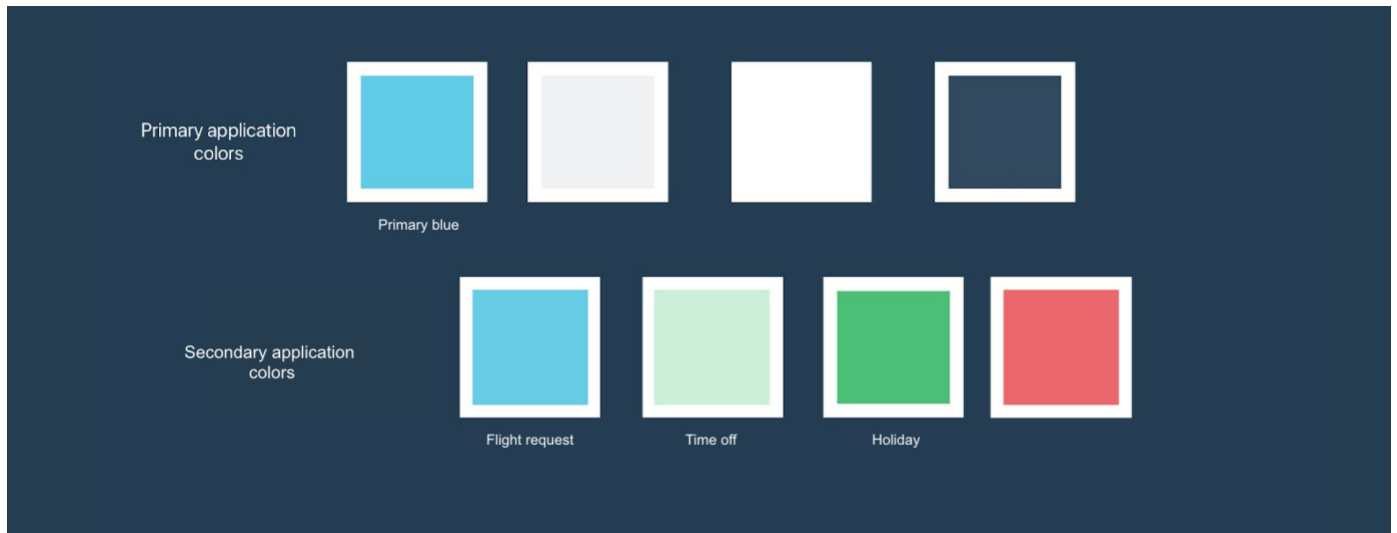 Primary application
colors
Primary blue
Secondary application
colors
Flight request
Time off
Holiday